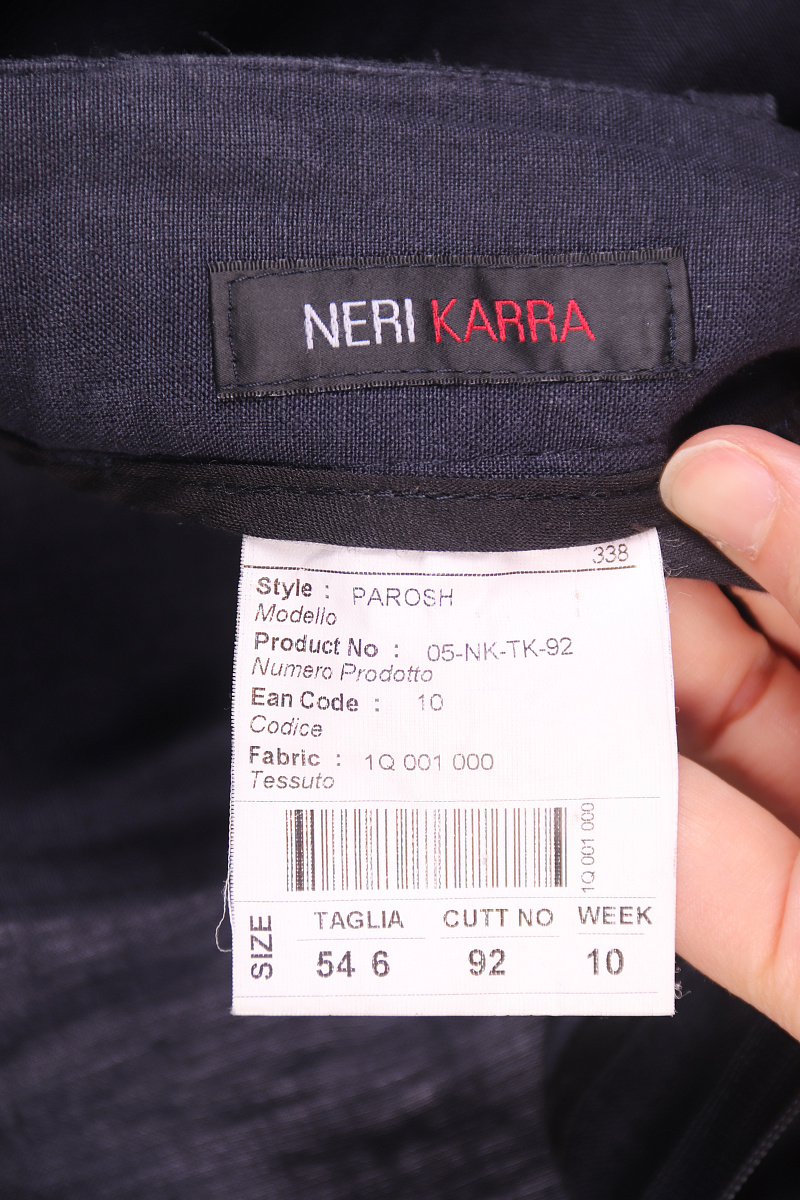 NERI KARRA
338
Style : PAROSH
Modello
Product No : 05-NK-TK-92
Numero Prodotto
Ean Code : 10
Codice
Fabric : 1Q 001 000
Tessuto
1Q 001 000
SIZE
TAGLIA CUTT NO WEEK
54 6 92 10